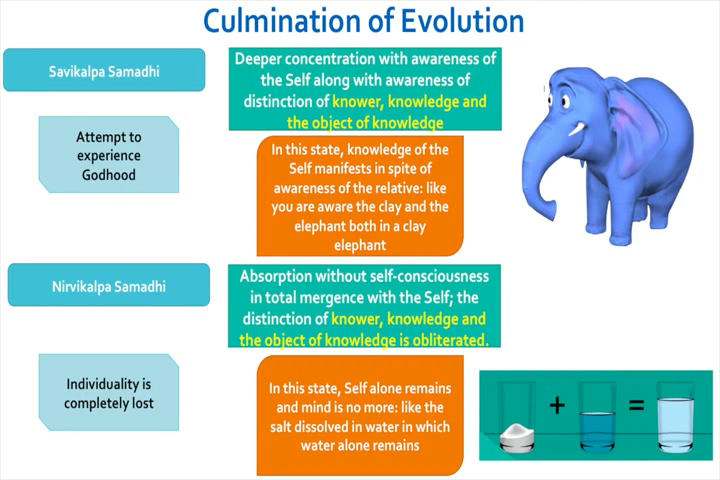 Culmination of Evolution
Savikalpa Samadhi
Deeper concentration with awareness of
the Self along with awareness of
distinction of knower, knowledge and
the object of knowledge
Attempt to
experience
Godhood
In this state, knowledge of the
Self manifests in spite of
awareness of the relative: like
you are aware the clay and the
elephant both in a clay
elephant
Nirvikalpa Samadhi
Absorption without self-consciousness
in total mergence with the Self; the
distinction of knower, knowledge and
the object of knowledge is obliterated.
Individuality is
completely lost
In this state, Self alone remains
and mind is no more: like the
salt dissolved in water in which
water alone remains
+ =